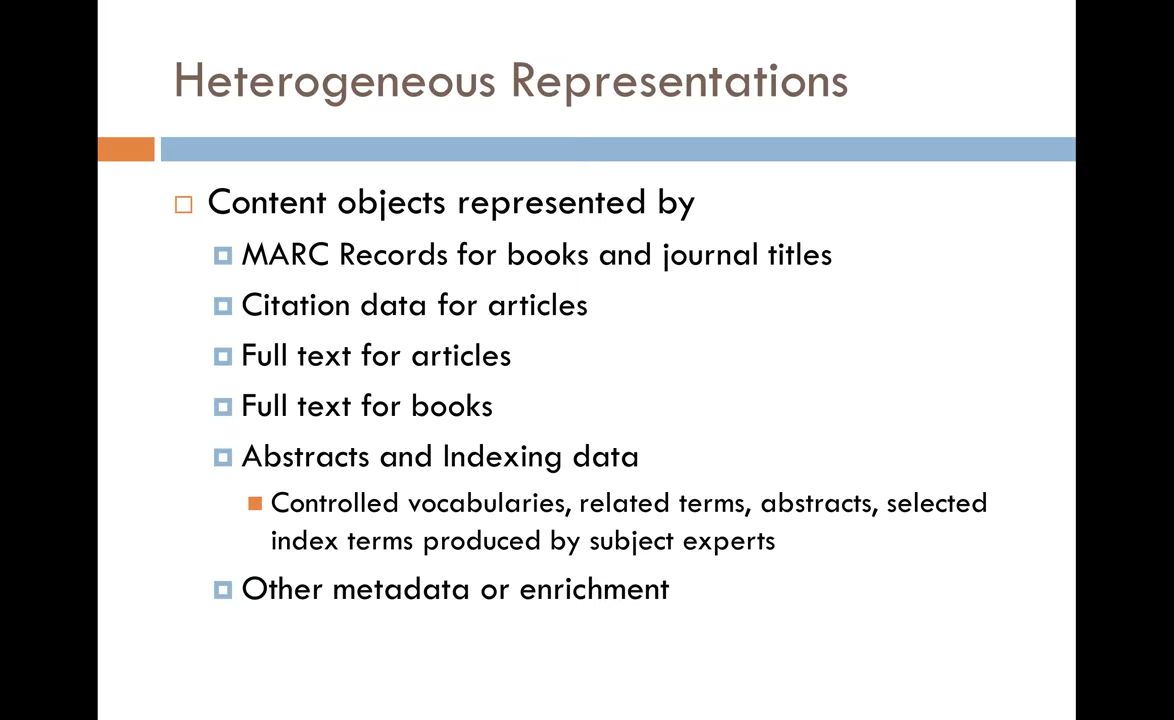 Heterogeneous Representations
Content objects represented by
MARC Records for books and journal titles
Citation data for articles
Full text for articles
Full text for books
Abstracts and Indexing data
Controlled vocabularies, related terms, abstracts, selected
index terms produced by subject experts
Other metadata or enrichment